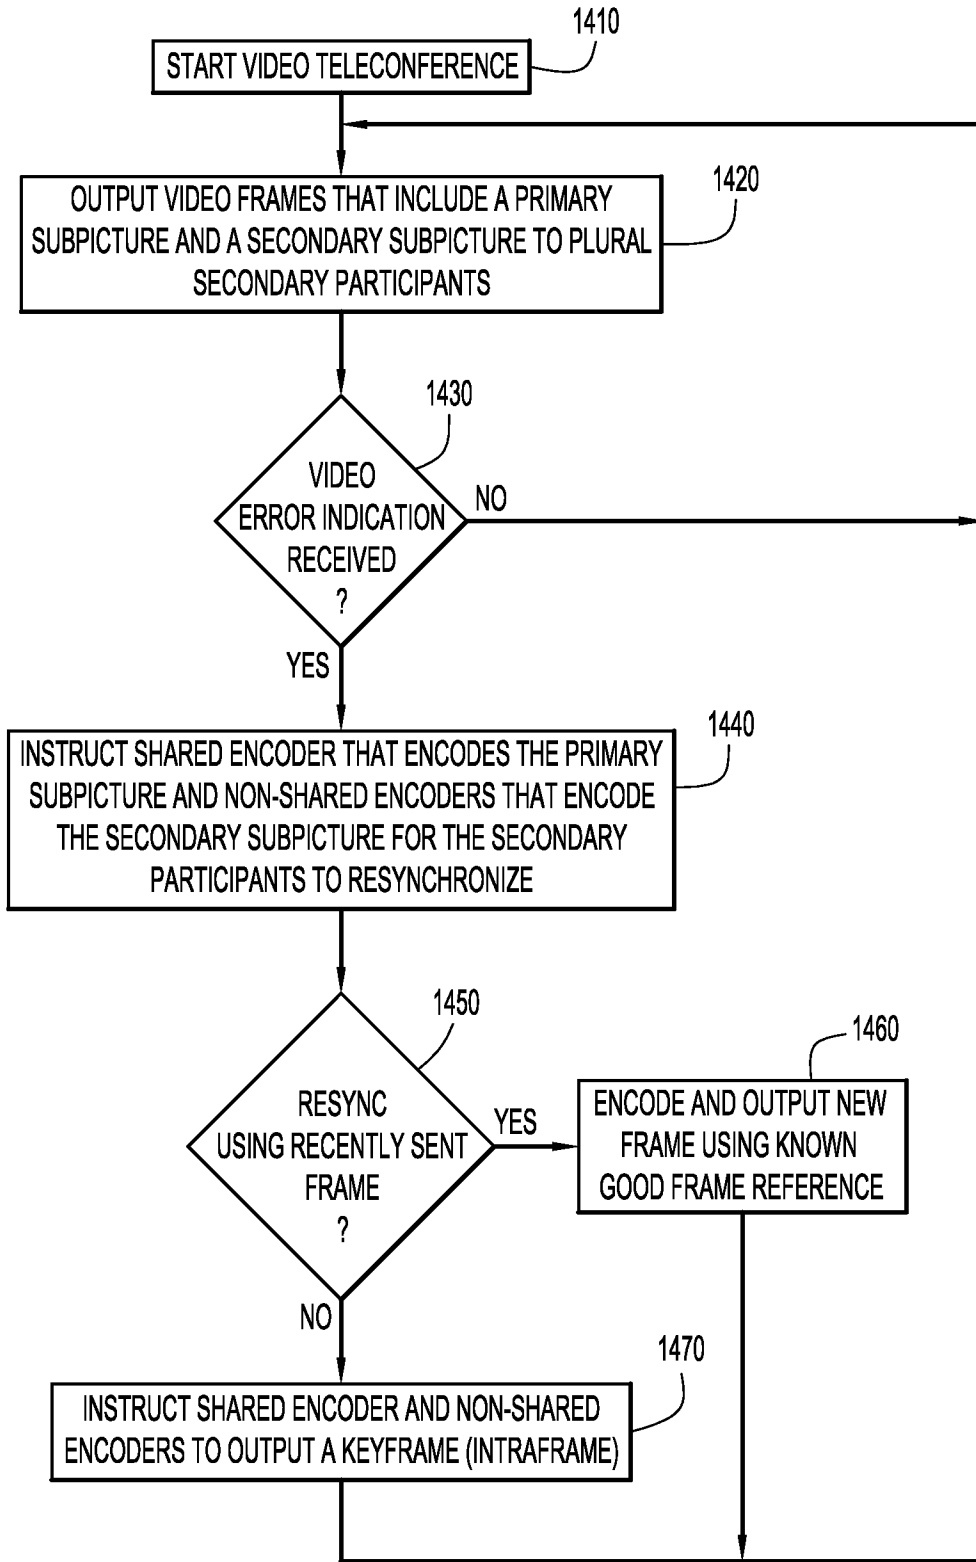 1410
START VIDEO TELECONFERENCE
1420
OUTPUT VIDEO FRAMES THAT INCLUDE A PRIMARY
SUBPICTURE AND A SECONDARY SUBPICTURE TO PLURAL
SECONDARY PARTICIPANTS
1430
VIDEO
ERROR INDICATION
RECEIVED
?
NO
YES
1440
INSTRUCT SHARED ENCODER THAT ENCODES THE PRIMARY
SUBPICTURE AND NON-SHARED ENCODERS THAT ENCODE
THE SECONDARY SUBPICTURE FOR THE SECONDARY
PARTICIPANTS TO RESYNCHRONIZE
1450
RESYNC
USING RECENTLY SENT
FRAME
?
YES
1460
ENCODE AND OUTPUT NEW
FRAME USING KNOWN
GOOD FRAME REFERENCE
NO
1470
INSTRUCT SHARED ENCODER AND NON-SHARED
ENCODERS TO OUTPUT A KEYFRAME (INTRAFRAME)